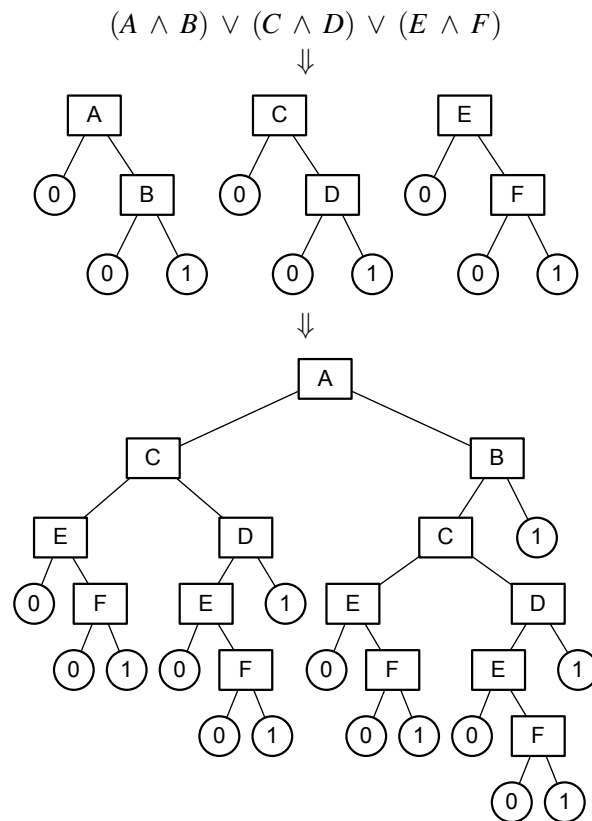 (A ∧ B) ∨ (C ∧ D) ∨ (E ∧ F)
⇓
A C E
0 B 0 D 0 F
0 1 0 1 0 1
⇓
A
C B
E D C 1
0 F E 1 E D
0 1 0 F 0 F E 1
0 1 0 1 0 F
0 1